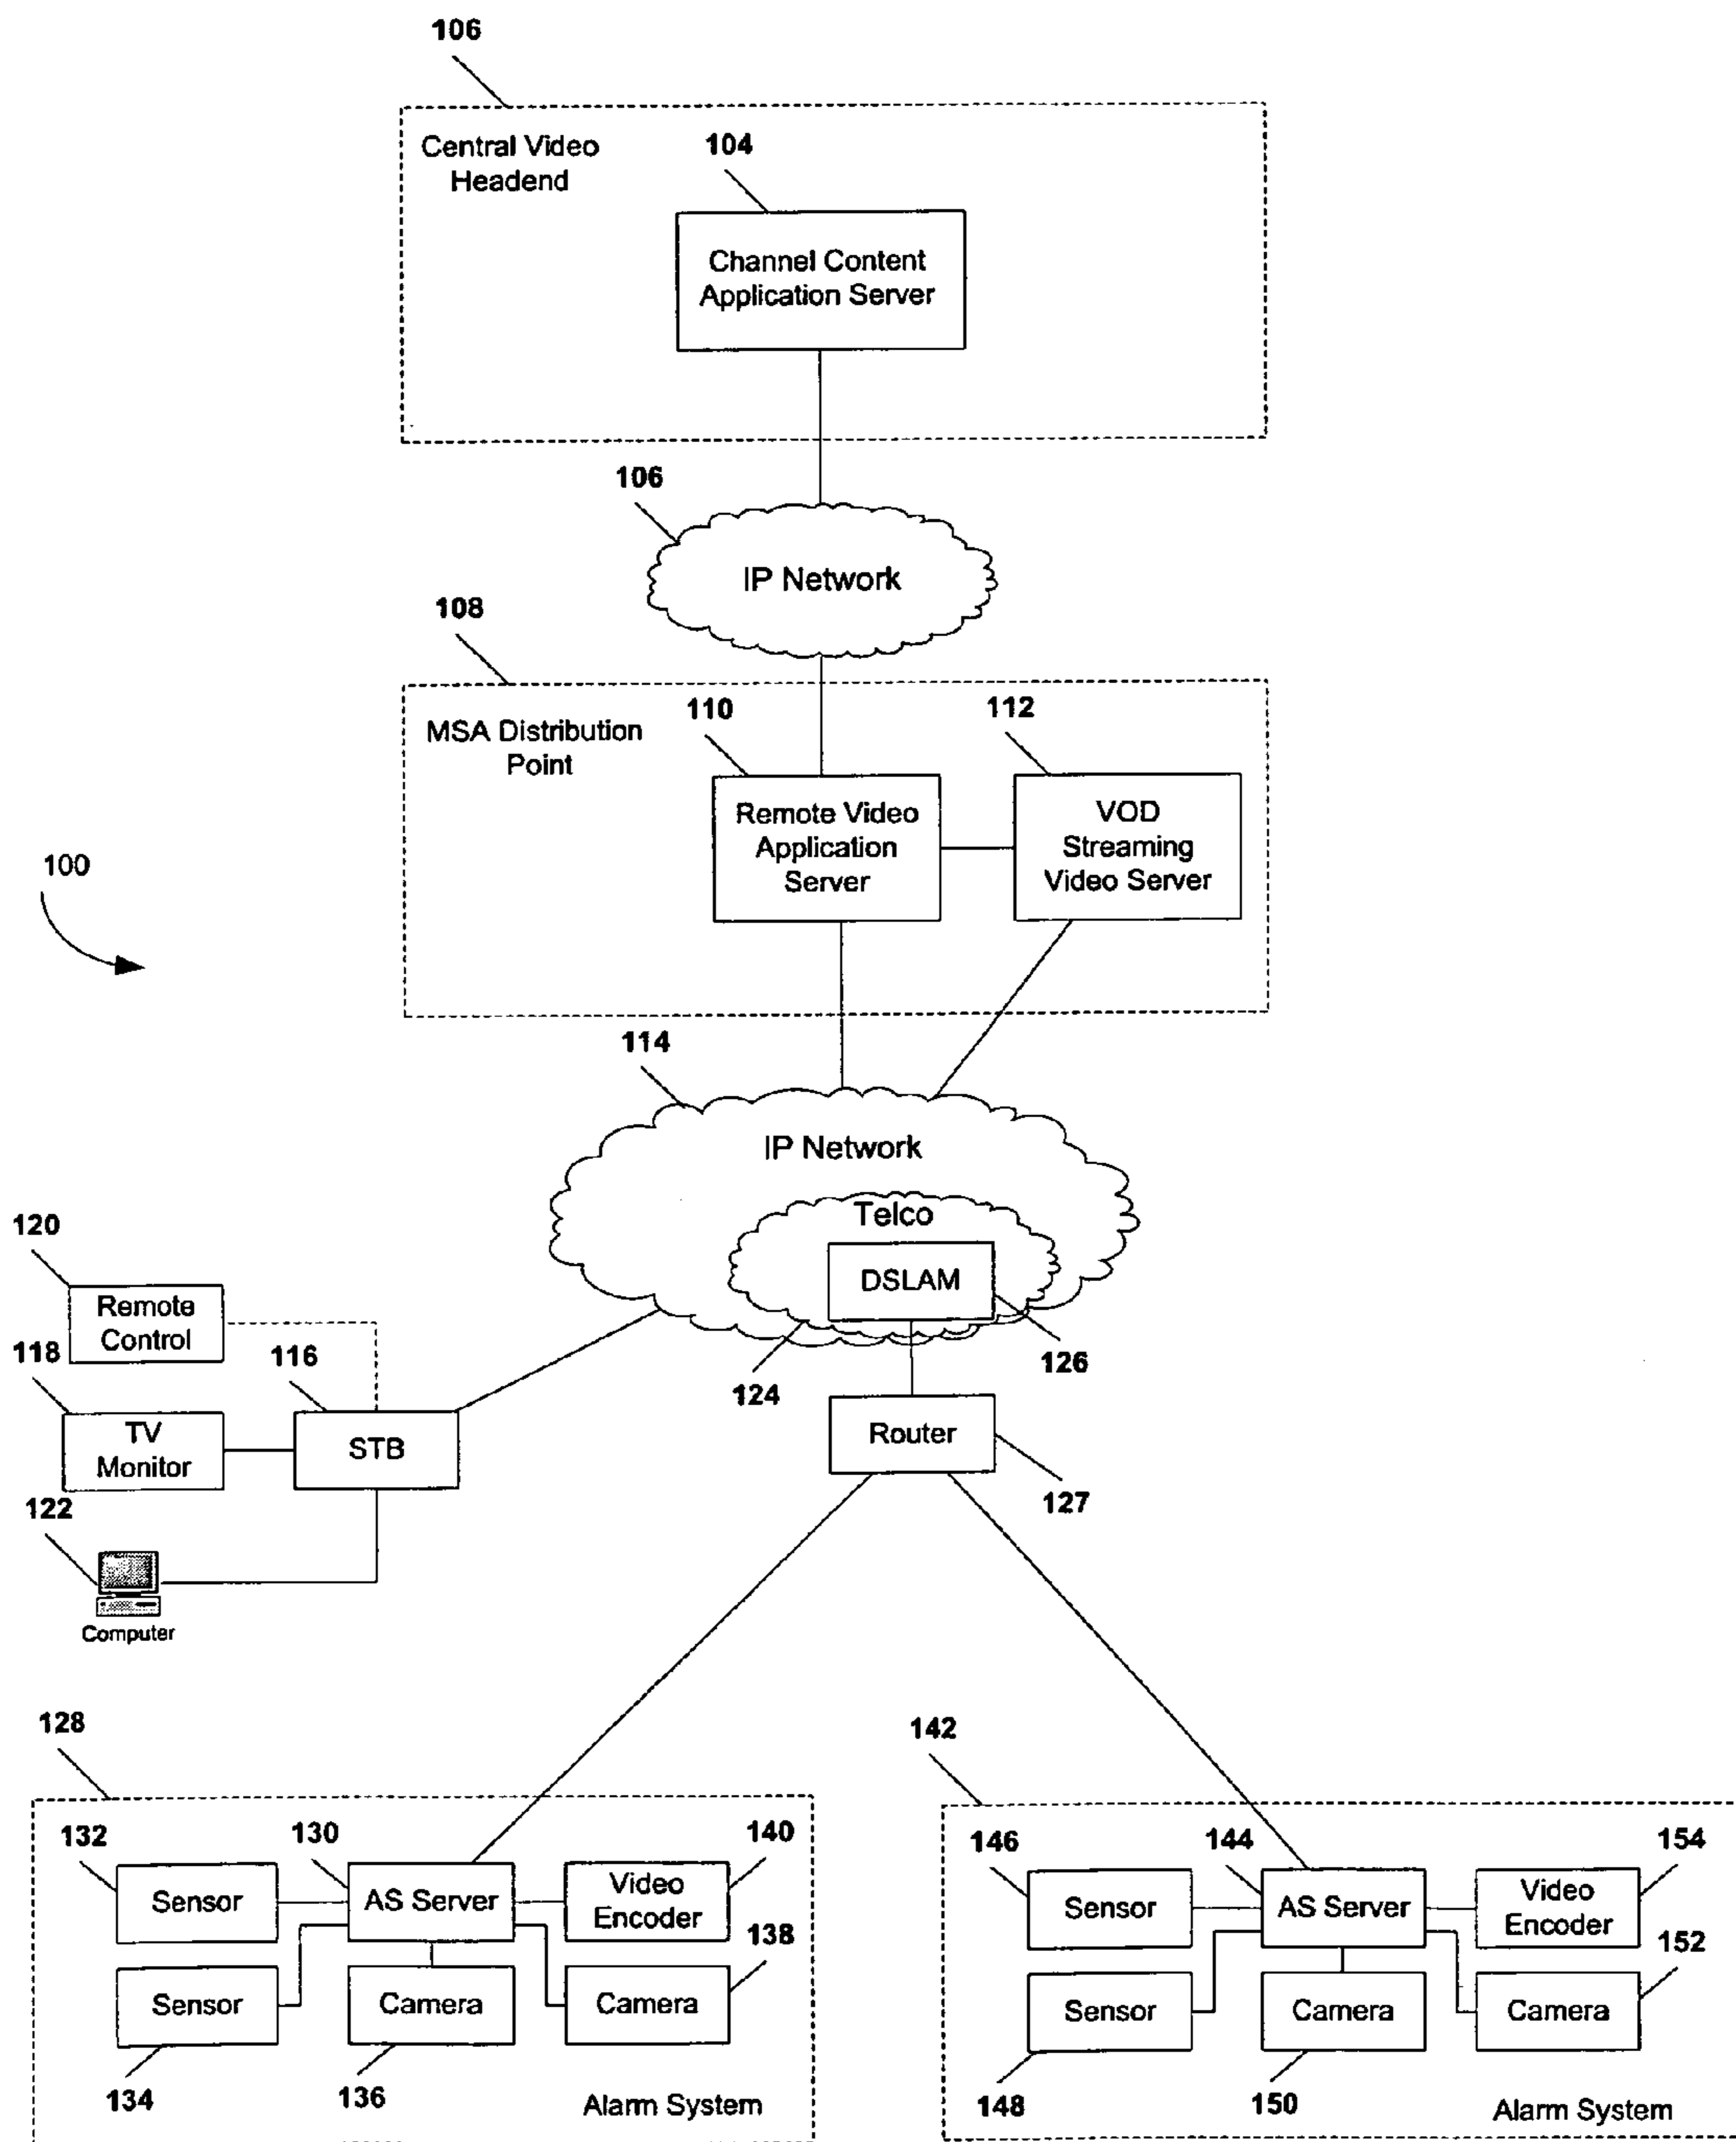 106
Central Video
Headend
104
Channel Content
Application Server
106
IP Network
108
MSA Distribution
Point
110
112
Remote Video
Application
Server
VOD
Streaming
Video Server
100
114
IP Network
Telco
DSLAM
120
Remote
Control
118
116
TV
Monitor
STB
124
126
Router
127
122
Computer
128
142
132
130
140
Sensor
AS Server
Video
Encoder
138
Sensor
Camera
Camera
134
136
Alarm System
146
144
154
Sensor
AS Server
Video
Encoder
152
Sensor
Camera
Camera
148
150
Alarm System